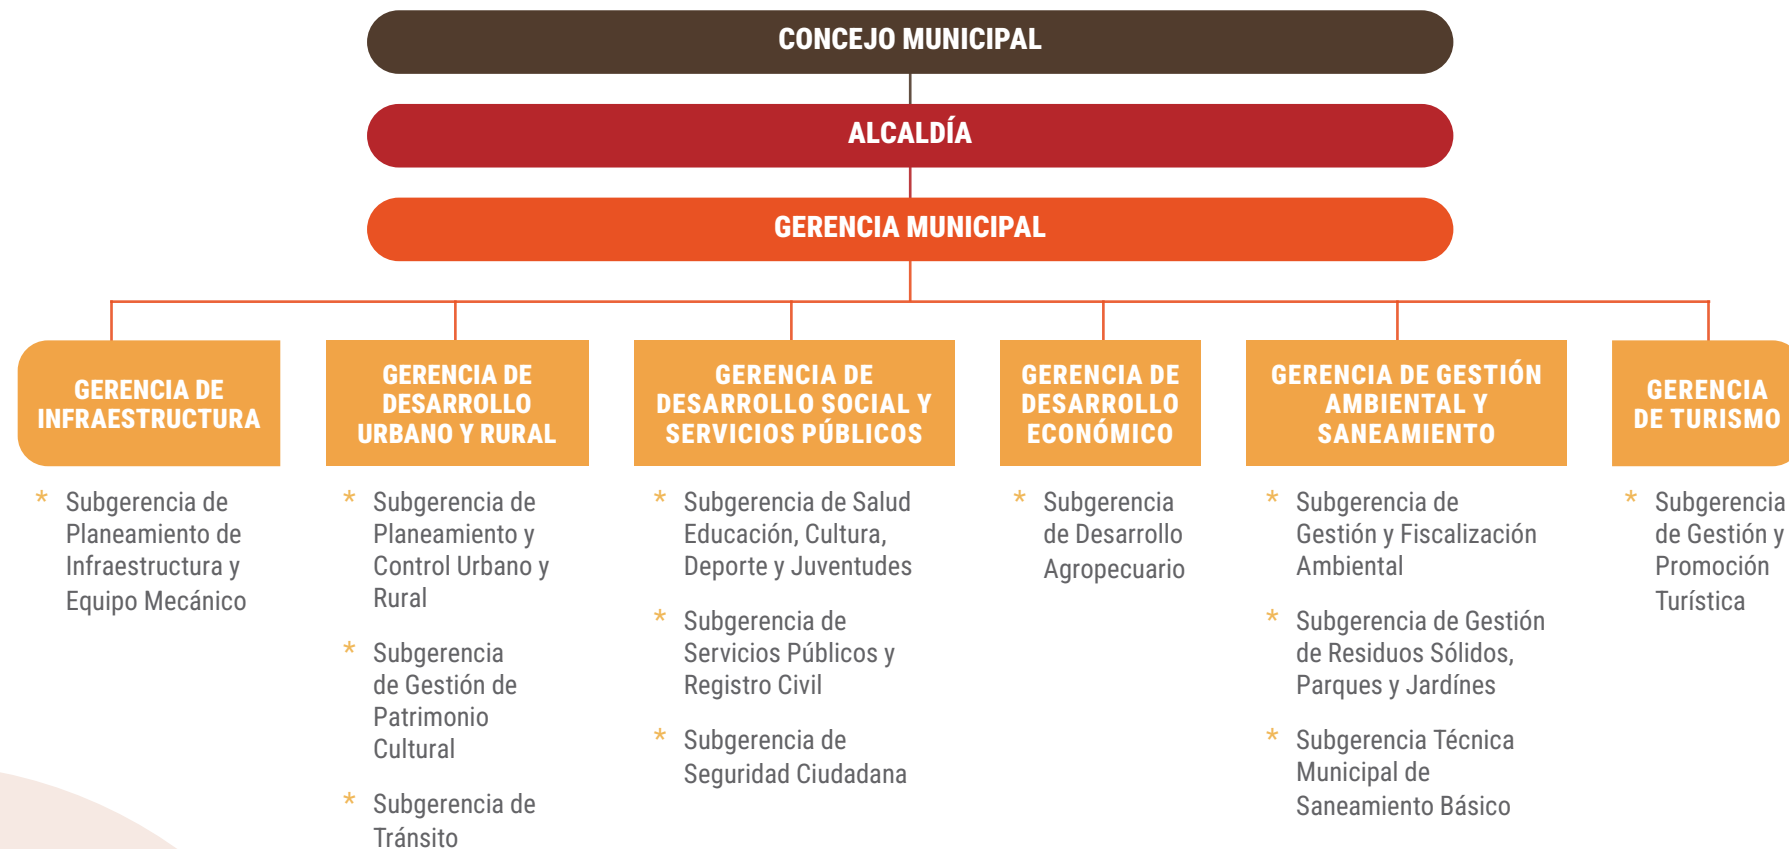 CONCEJO MUNICIPAL
ALCALDÍA
GERENCIA MUNICIPAL
GERENCIA DE
INFRAESTRUCTURA
* Subgerencia de
Planeamiento de
Infraestructura y
Equipo Mecánico
GERENCIA DE
DESARROLLO
URBANO Y RURAL
* Subgerencia de
Planeamiento y
Control Urbano y
Rural
* Subgerencia
de Gestión de
Patrimonio
Cultural
* Subgerencia de
Tránsito
GERENCIA DE
DESARROLLO SOCIAL Y
SERVICIOS PÚBLICOS
* Subgerencia de Salud
Educación, Cultura,
Deporte y Juventudes
* Subgerencia de
Servicios Públicos y
Registro Civil
* Subgerencia de
Seguridad Ciudadana
GERENCIA DE
DESARROLLO
ECONÓMICO
* Subgerencia
de Desarrollo
Agropecuario
GERENCIA DE GESTIÓN
AMBIENTAL Y
SANEAMIENTO
* Subgerencia de
Gestión y Fiscalización
Ambiental
* Subgerencia de Gestión
de Residuos Sólidos,
Parques y Jardínes
* Subgerencia Técnica
Municipal de
Saneamiento Básico
GERENCIA
DE TURISMO
* Subgerencia
de Gestión y
Promoción
Turística